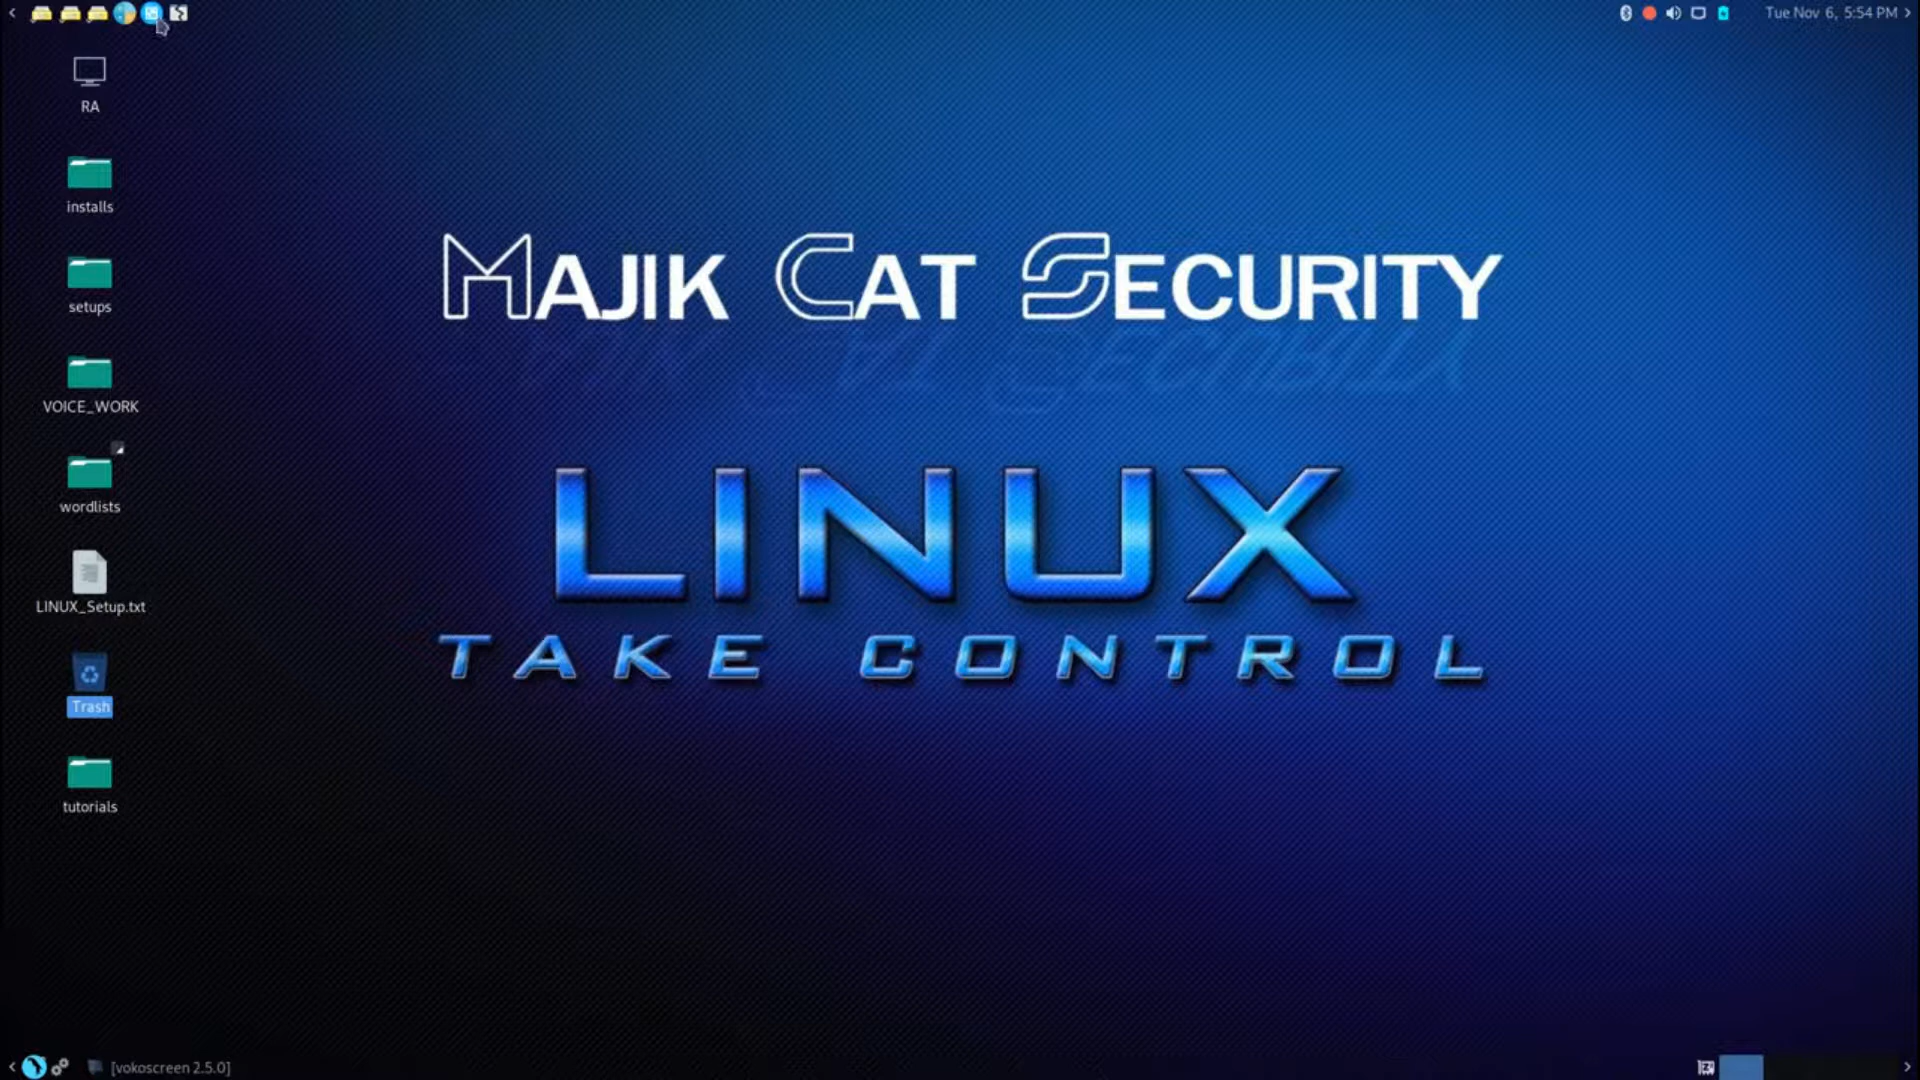 Tue Nov 6, 5:54 PM
RA
installs
setups
VOICE_WORK
wordlists
LINUX_Setup.txt
Trash
tutorials
MAJIK CAT SECURITY
LINUX
TAKE CONTROL
[vokoscreen 2.5.0]